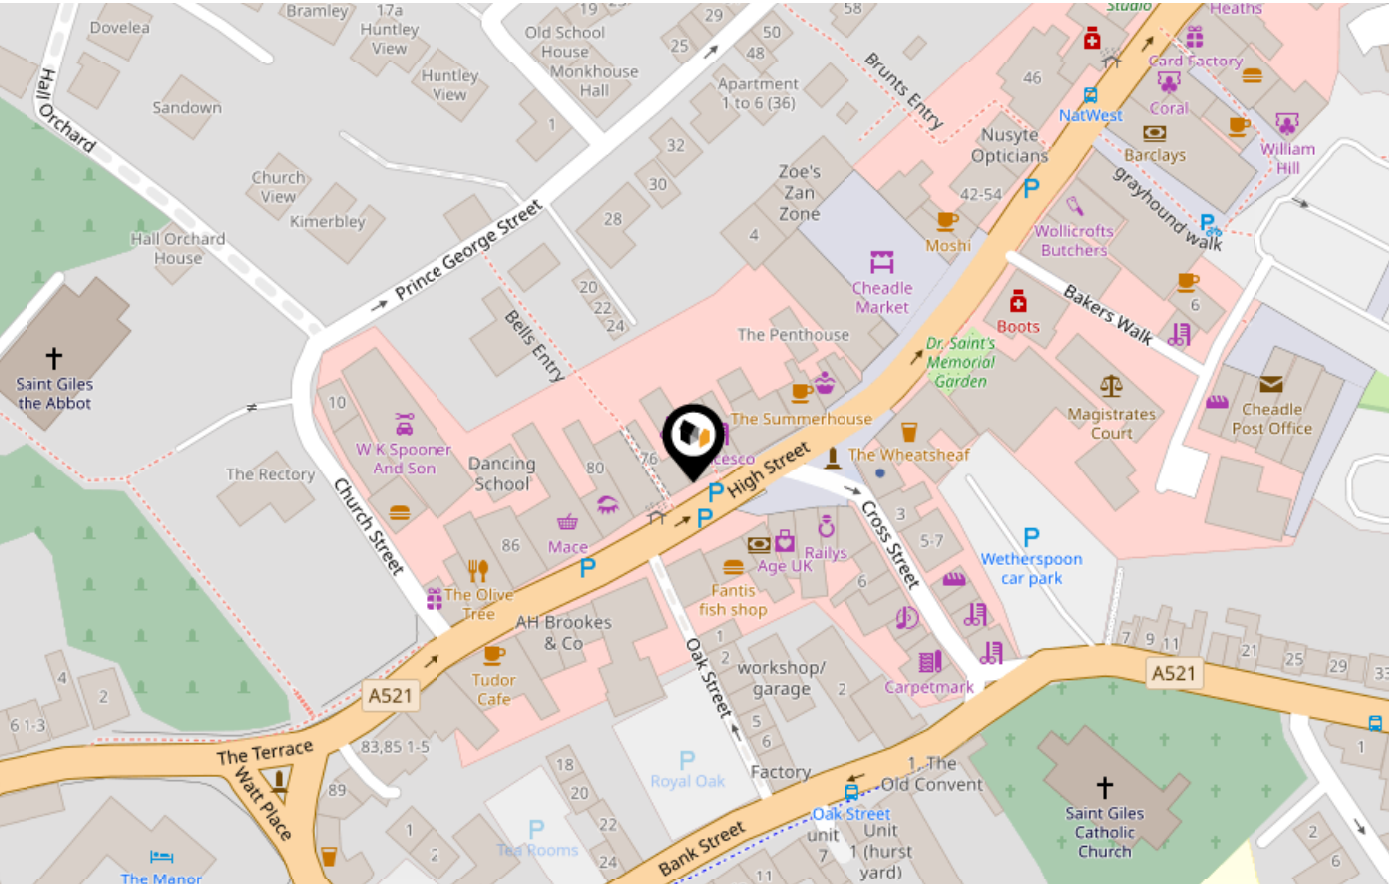 Dovelea
Bramley
17a
Huntley
View
19
Old School
House
Monkhouse
Hall
29
25
50
48
58
Studio
Heaths
Hall Orchard
Sandown
Huntley
View
1
Apartment
1 to 6 (36)
Brunts Entry
46
Card Factory
NatWest
Coral
Nusyte
Opticians
Barclays
William
Hill
Church
View
Kimerbley
32
30
28
Zoe's
Zan
Zone
4
42-54
P
grayhound walk
P
Wollicrofts
Butchers
Moshi
Hall Orchard
House
Prince George Street
20
22
24
Cheadle
Market
Bakers Walk
6
Boots
Saint Giles
the Abbot
Bells Entry
The Penthouse
Dr. Saint's
Memorial
Garden
Magistrates
Court
Cheadle
Post Office
10
W K Spooner
And Son
The Summerhouse
The Wheatsheaf
The Rectory
Dancing
School
80
76
cesco
High Street
P
P
Church Street
86
Mace
P
3
5-7
Cross Street
P
Wetherspoon
car park
Railys
Age UK
Fantis
fish shop
6
The Olive
Tree
AH Brookes
& Co
Oak Street
1
2
workshop/
garage
2
Carpetmark
7
9
11
21
25
29
33
A521
A521
Tudor
Cafe
4
2
6 1-3
The Terrace
83,85 1-5
Watt Place
89
P
Royal Oak
5
6
Factory
1, The
Old Convent
18
20
22
24
P
Tea Rooms
1
2
The Manor
Bank Street
Oak Street
unit
7
Unit
1 (hurst
yard)
11
Saint Giles
Catholic
Church
1
2
6